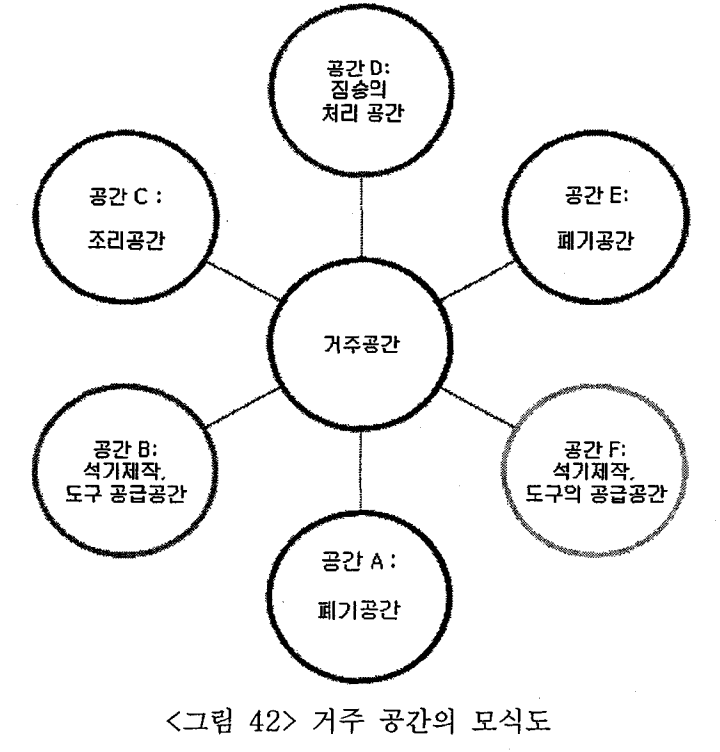 공간 D:
짐승의
처리 공간
공간 C :
조리공간
공간 E:
폐기공간
거주공간
공간 B:
석기제작,
도구 공급공간
공간 F:
석기제작,
도구의 공급공간
공간 A :
폐기공간
<그림 42> 거주 공간의 모식도